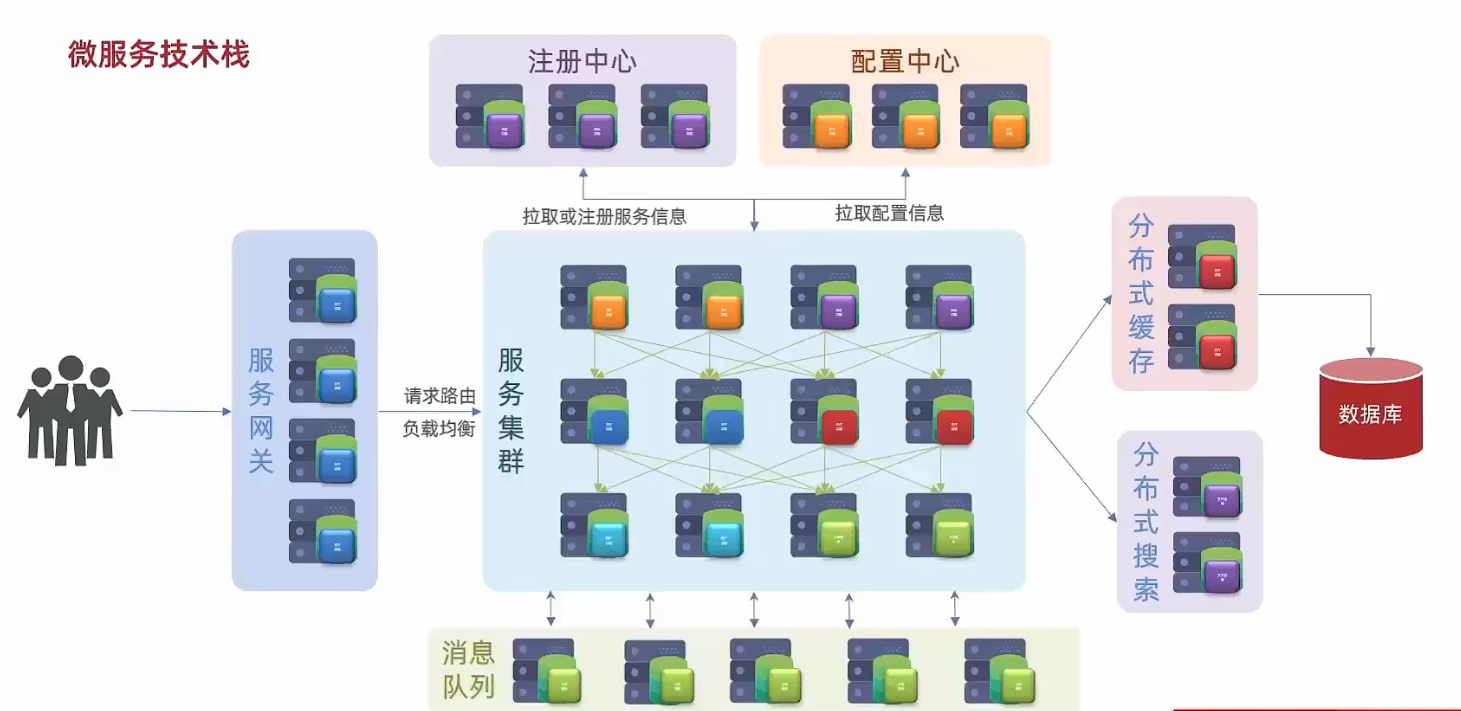 微服务技术栈
注册中心
配置中心
拉取或注册服务信息
拉取配置信息
服务网关
请求路由
负载均衡
服务集群
分布式缓存
数据库
分布式搜索
消息
队列